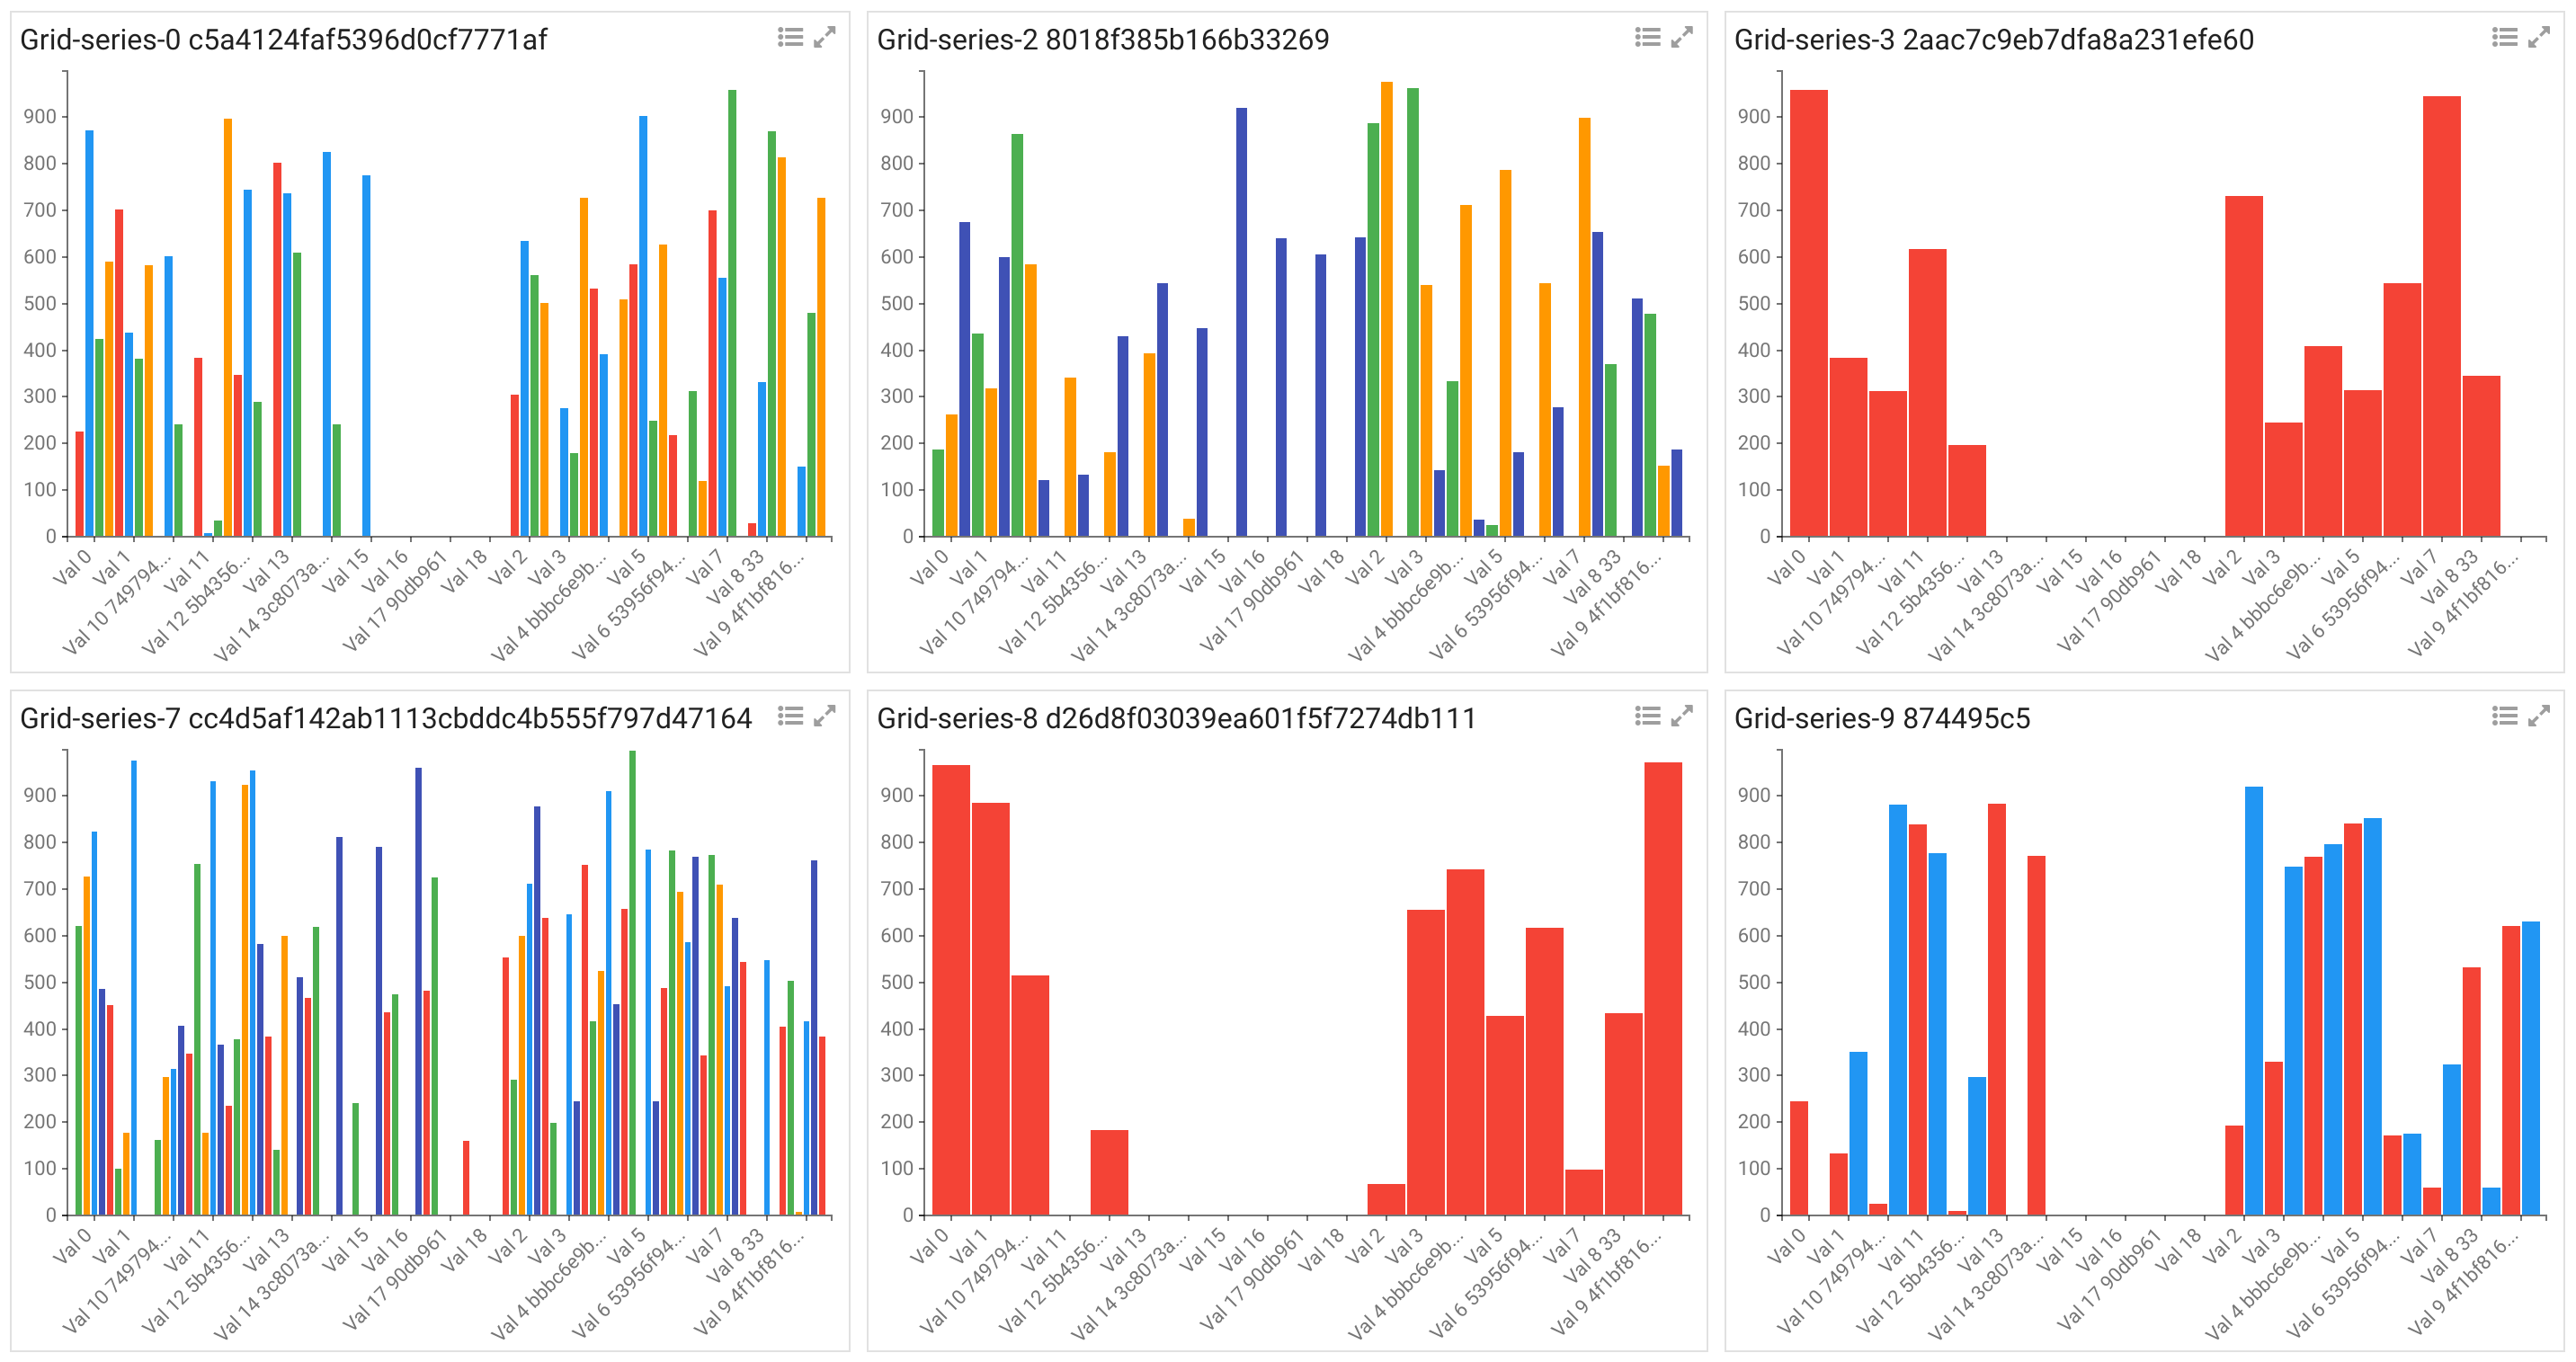 Grid-series-0 c5a4124faf5396d0cf7771af
900
800
700
600
500
400
300
200
100
0
Val 0
Val 1
Val 10 749794...
Val 11
Val 12 5b4356...
Val 13
Val 14 3c8073a...
Val 15
Val 16
Val 17 90db961
Val 18
Val 2
Val 3
Val 4 bbbc6e9b...
Val 5
Val 6 53956f94...
Val 7
Val 8 33
Val 9 4f1bf816...
Grid-series-2 8018f385b166b33269
900
800
700
600
500
400
300
200
100
0
Val 0
Val 1
Val 10 749794...
Val 11
Val 12 5b4356...
Val 13
Val 14 3c8073a...
Val 15
Val 16
Val 17 90db961
Val 18
Val 2
Val 3
Val 4 bbbc6e9b...
Val 5
Val 6 53956f94...
Val 7
Val 8 33
Val 9 4f1bf816...
Grid-series-3 2aac7c9eb7dfa8a231efe60
900
800
700
600
500
400
300
200
100
0
Val 0
Val 1
Val 10 749794...
Val 11
Val 12 5b4356...
Val 13
Val 14 3c8073a...
Val 15
Val 16
Val 17 90db961
Val 18
Val 2
Val 3
Val 4 bbbc6e9b...
Val 5
Val 6 53956f94...
Val 7
Val 8 33
Val 9 4f1bf816...
Grid-series-7 cc4d5af142ab1113cbddc4b555f797d47164
900
800
700
600
500
400
300
200
100
0
Val 0
Val 1
Val 10 749794...
Val 11
Val 12 5b4356...
Val 13
Val 14 3c8073a...
Val 15
Val 16
Val 17 90db961
Val 18
Val 2
Val 3
Val 4 bbbc6e9b...
Val 5
Val 6 53956f94...
Val 7
Val 8 33
Val 9 4f1bf816...
Grid-series-8 d26d8f03039ea601f5f7274db111
900
800
700
600
500
400
300
200
100
0
Val 0
Val 1
Val 10 749794...
Val 11
Val 12 5b4356...
Val 13
Val 14 3c8073a...
Val 15
Val 16
Val 17 90db961
Val 18
Val 2
Val 3
Val 4 bbbc6e9b...
Val 5
Val 6 53956f94...
Val 7
Val 8 33
Val 9 4f1bf816...
Grid-series-9 874495c5
900
800
700
600
500
400
300
200
100
0
Val 0
Val 1
Val 10 749794...
Val 11
Val 12 5b4356...
Val 13
Val 14 3c8073a...
Val 15
Val 16
Val 17 90db961
Val 18
Val 2
Val 3
Val 4 bbbc6e9b...
Val 5
Val 6 53956f94...
Val 7
Val 8 33
Val 9 4f1bf816...